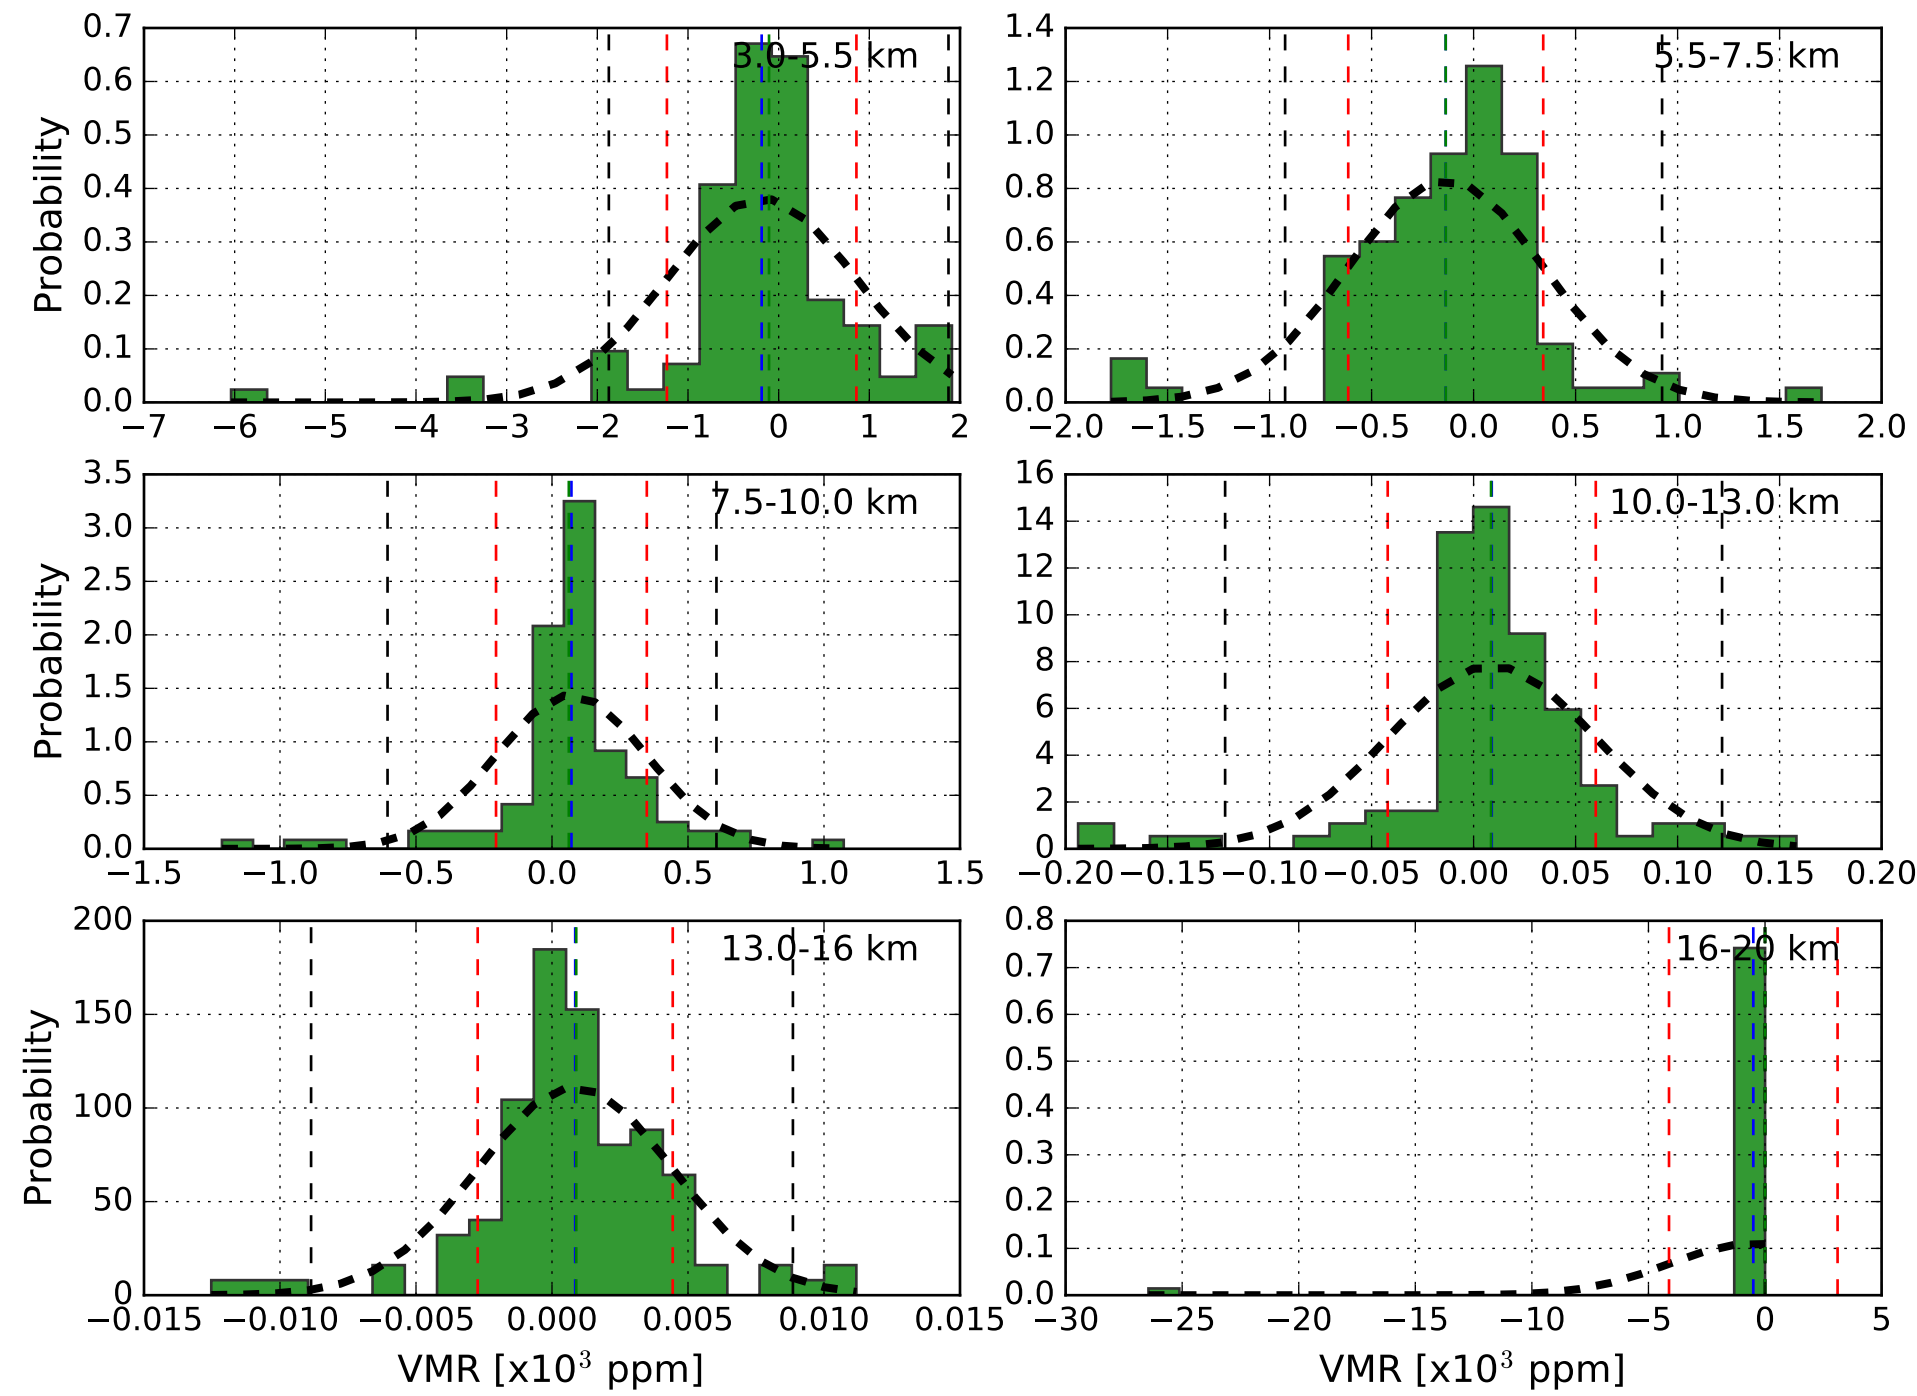 0.7
0.6
0.5
0.4
0.3
0.2
0.1
0.0
Probability
3.0-5.5 km
−7 −6 −5 −4 −3 −2 −1 0 1 2
1.4
1.2
1.0
0.8
0.6
0.4
0.2
0.0
5.5-7.5 km
−2.0 −1.5 −1.0 −0.5 0.0 0.5 1.0 1.5 2.0
3.5
3.0
2.5
2.0
1.5
1.0
0.5
0.0
Probability
7.5-10.0 km
−1.5 −1.0 −0.5 0.0 0.5 1.0 1.5
16
14
12
10
8
6
4
2
0
10.0-13.0 km
−0.20 −0.15 −0.10 −0.05 0.00 0.05 0.10 0.15 0.20
200
150
100
50
0
Probability
13.0-16 km
−0.015 −0.010 −0.005 0.000 0.005 0.010 0.015
VMR [x10³ ppm]
0.8
0.7
0.6
0.5
0.4
0.3
0.2
0.1
0.0
16-20 km
−30 −25 −20 −15 −10 −5 0 5
VMR [x10³ ppm]